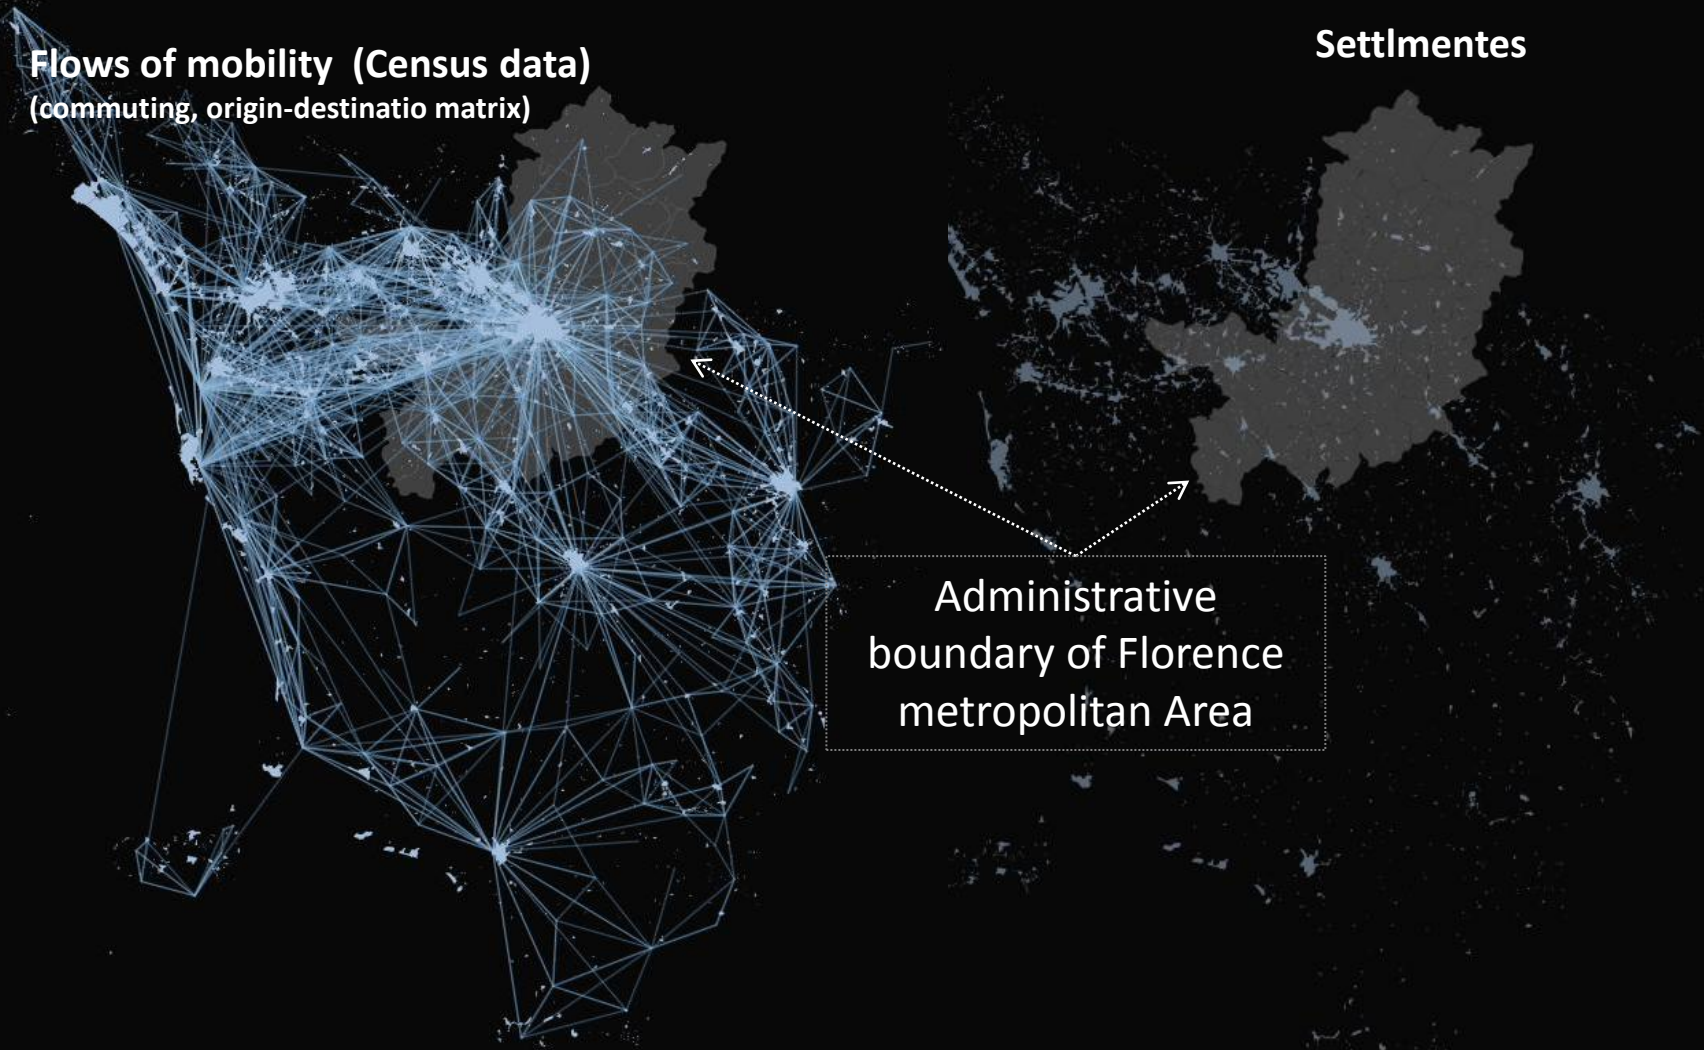 Flows of mobility (Census data)
(commuting, origin-destinatio matrix)
Settlmentes
Administrative
boundary of Florence
metropolitan Area